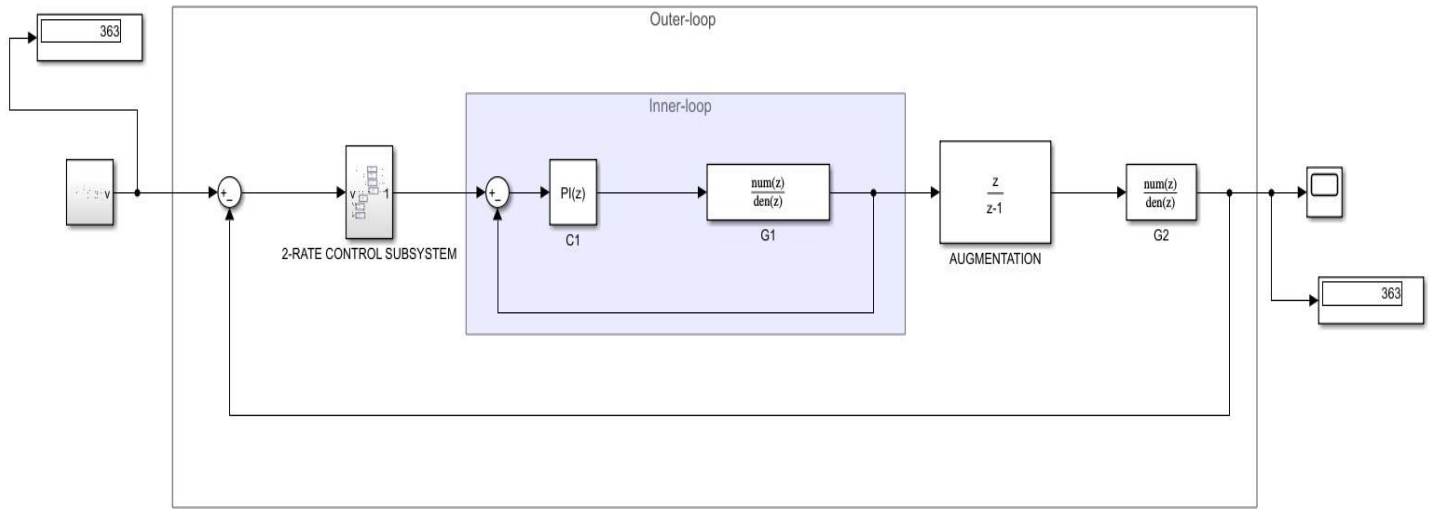 Outer-loop
363
Inner-loop
v
v
1
2-RATE CONTROL SUBSYSTEM
+
−
+
−
PI(z)
C1
num(z)
den(z)
G1
z
z-1
AUGMENTATION
num(z)
den(z)
G2
363